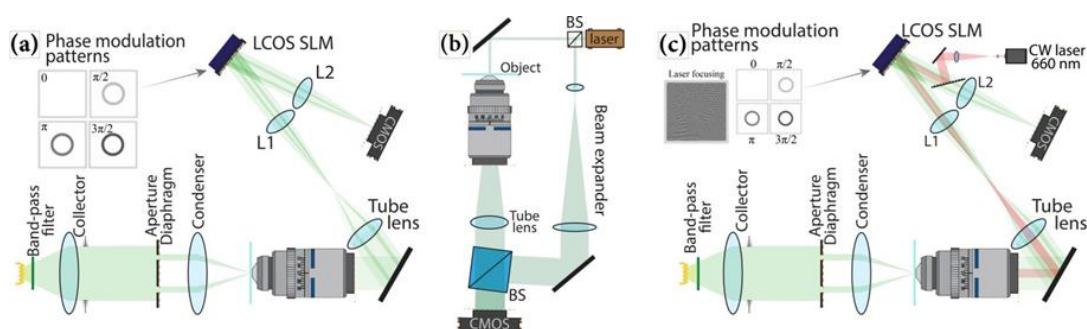 (a)
Phase modulation
patterns
0
π/2
π
3π/2
LCOS SLM
L2
L1
CMOS
Band-pass
filter
Collector
Aperture
Diaphragm
Condenser
Tube
lens
(b)
BS
laser
Object
Beam expander
Tube
lens
BS
CMOS
(c)
Phase modulation
patterns
Laser focusing
0
π/2
π
3π/2
LCOS SLM
CW laser
660 nm
L2
L1
CMOS
Band-pass
filter
Collector
Aperture
Diaphragm
Condenser
Tube
lens